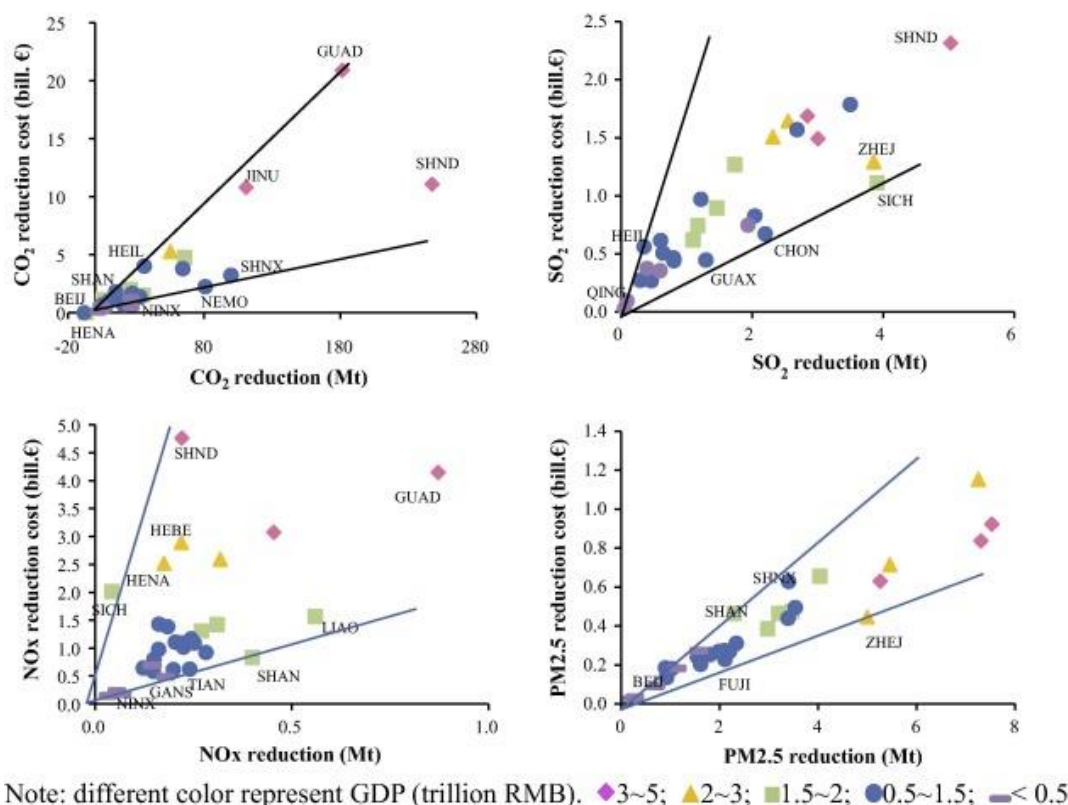 CO2 reduction cost (bill.€)
25
20
15
10
5
0
-20
80
180
280
CO2 reduction (Mt)
GUAD
JINU
SHND
HEIL
SHAN
SHNX
BEIJ
NINX
NEMO
HENA
SO2 reduction cost (bill.€)
2.5
2.0
1.5
1.0
0.5
0.0
0
2
4
6
SO2 reduction (Mt)
SHND
ZHEJ
SICH
HEIL
CHON
GUAX
QING
NOx reduction cost (bill.€)
5.0
4.5
4.0
3.5
3.0
2.5
2.0
1.5
1.0
0.5
0.0
0.0
0.5
1.0
NOx reduction (Mt)
SHND
GUAD
HEBE
HENA
SICH
LIAO
SHAN
TIAN
GANS
NINX
PM2.5 reduction cost (bill.€)
1.4
1.2
1.0
0.8
0.6
0.4
0.2
0.0
0
2
4
6
8
PM2.5 reduction (Mt)
SHNX
SHAN
ZHEJ
BEIJ
FUJI
Note: different color represent GDP (trillion RMB). 3~5; 2~3; 1.5~2; 0.5~1.5; < 0.5